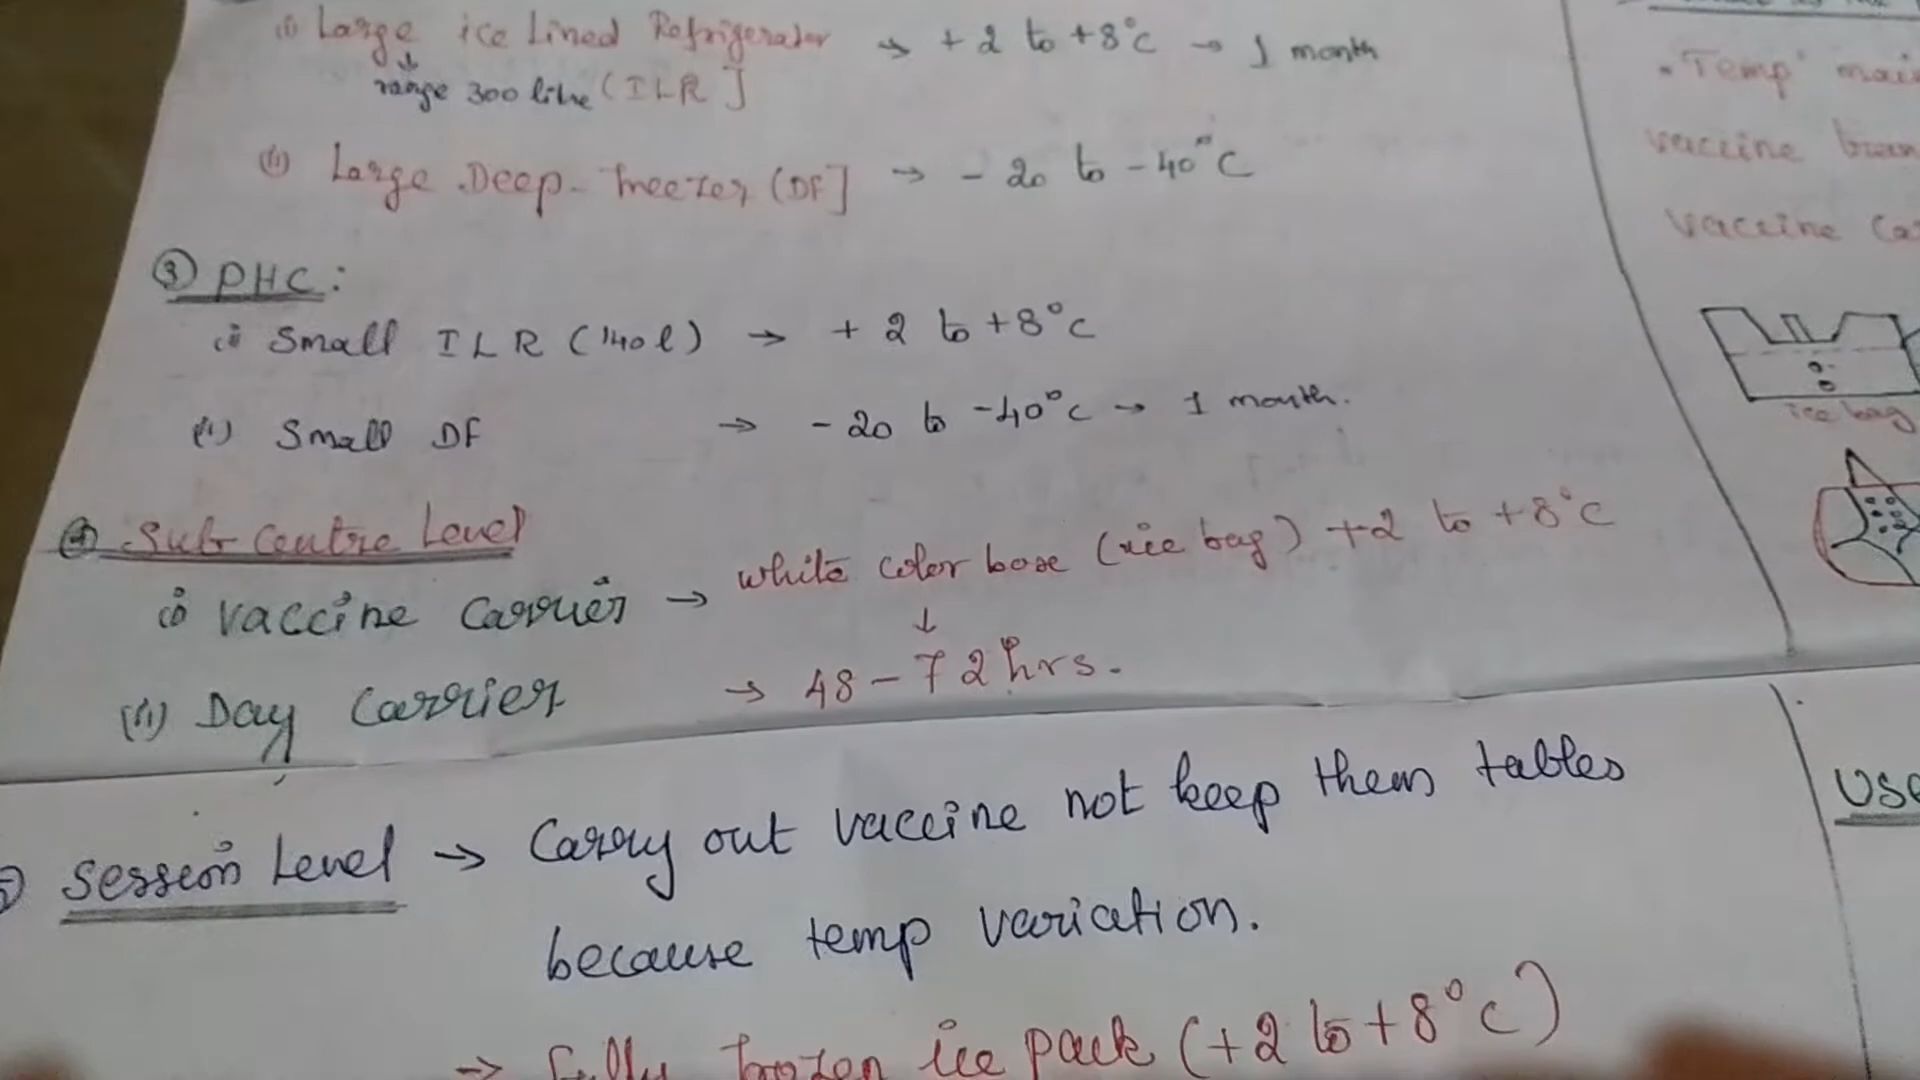 (i) Large ice Lined Refrigerator → +2 to +8°C → 1 month
↓
range 300 litre (ILR]
(ii) Large Deep-freezer (DF] → -20 to -40°C
③ PHC:
(i) Small ILR (140l) → +2 to +8°C
(ii) Small DF → -20 to -40°C → 1 month.
④ Sub Centre Level
(i) Vaccine Carrier → white color box (ice bag) +2 to +8°C
↓
(ii) Day Carrier → 48-72hrs.
Session Level → Carry out vaccine not keep them tables
because temp variation.
→ fully frozen ice pack (+2 to +8°C)
Temp
vaccine
vaccine
ice bag